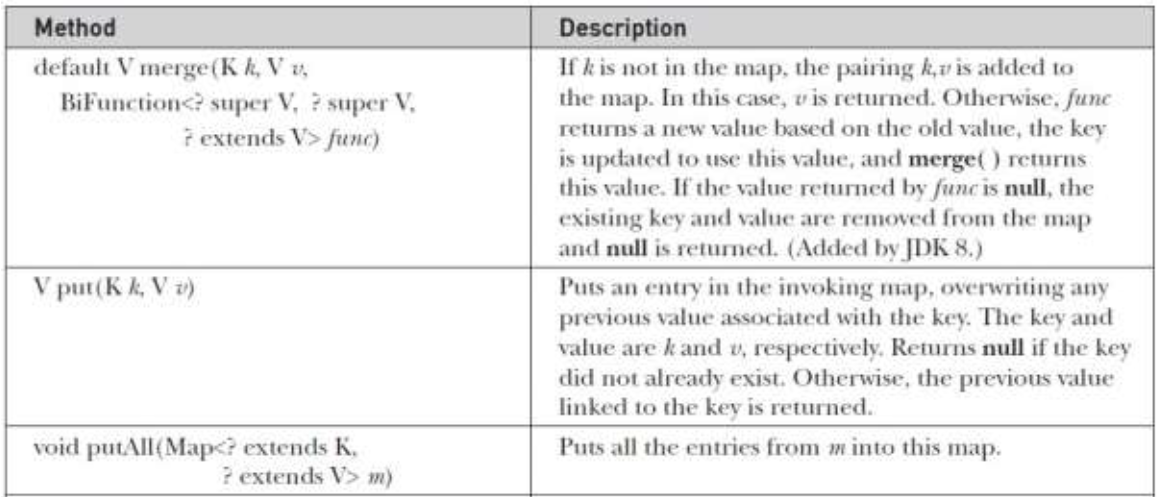 Method
Description
default V merge(K k, V v,
BiFunction<? super V, ? super V,
? extends V> func)
If k is not in the map, the pairing k,v is added to
the map. In this case, v is returned. Otherwise, func
returns a new value based on the old value, the key
is updated to use this value, and merge( ) returns
this value. If the value returned by func is null, the
existing key and value are removed from the map
and null is returned. (Added by JDK 8.)
V put(K k, V v)
Puts an entry in the invoking map, overwriting any
previous value associated with the key. The key and
value are k and v, respectively. Returns null if the key
did not already exist. Otherwise, the previous value
linked to the key is returned.
void putAll(Map<? extends K,
? extends V> m)
Puts all the entries from m into this map.